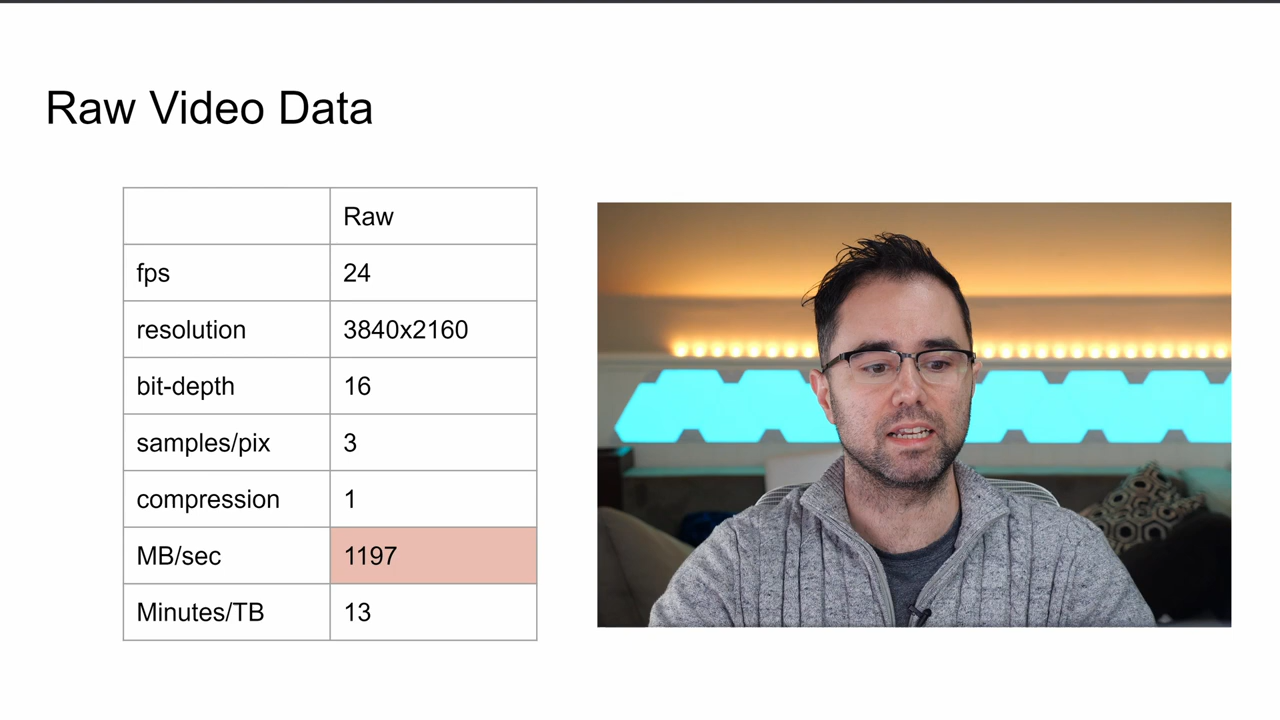 Raw Video Data
Raw
fps 24
resolution 3840x2160
bit-depth 16
samples/pix 3
compression 1
MB/sec 1197
Minutes/TB 13